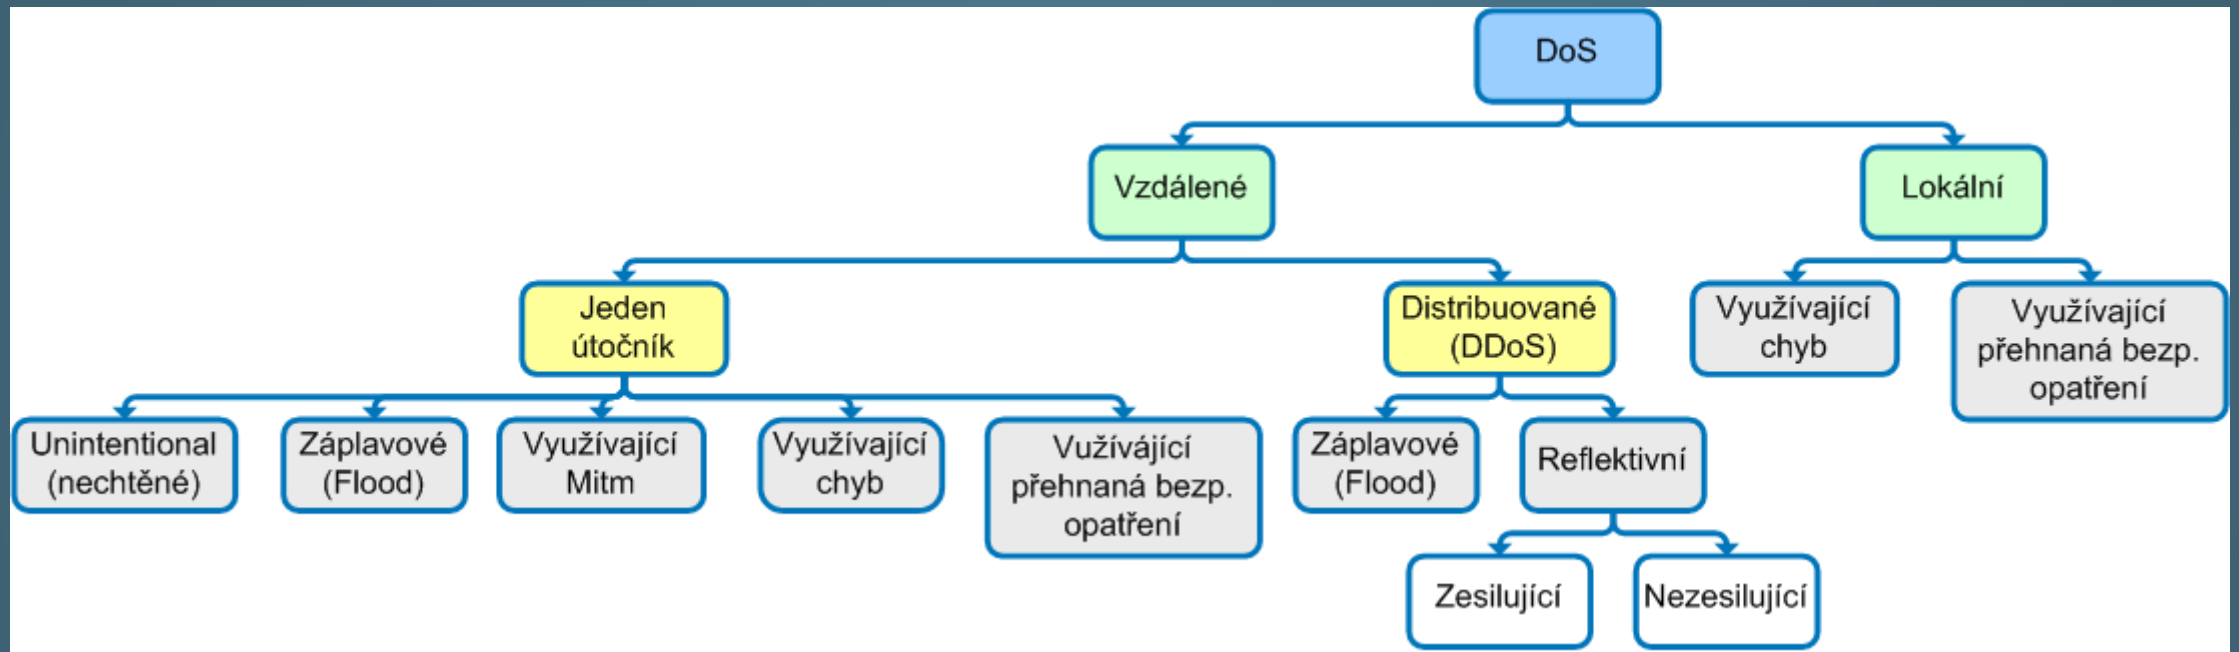 DoS
Vzdálené
Lokální
Jeden
útočník
Distribuované
(DDoS)
Využívající
chyb
Využívající
přehnaná bezp.
opatření
Unintentional
(nechtěné)
Záplavové
(Flood)
Využívající
Mitm
Využívající
chyb
Vužívájící
přehnaná bezp.
opatření
Záplavové
(Flood)
Reflektivní
Zesilující
Nezesilující